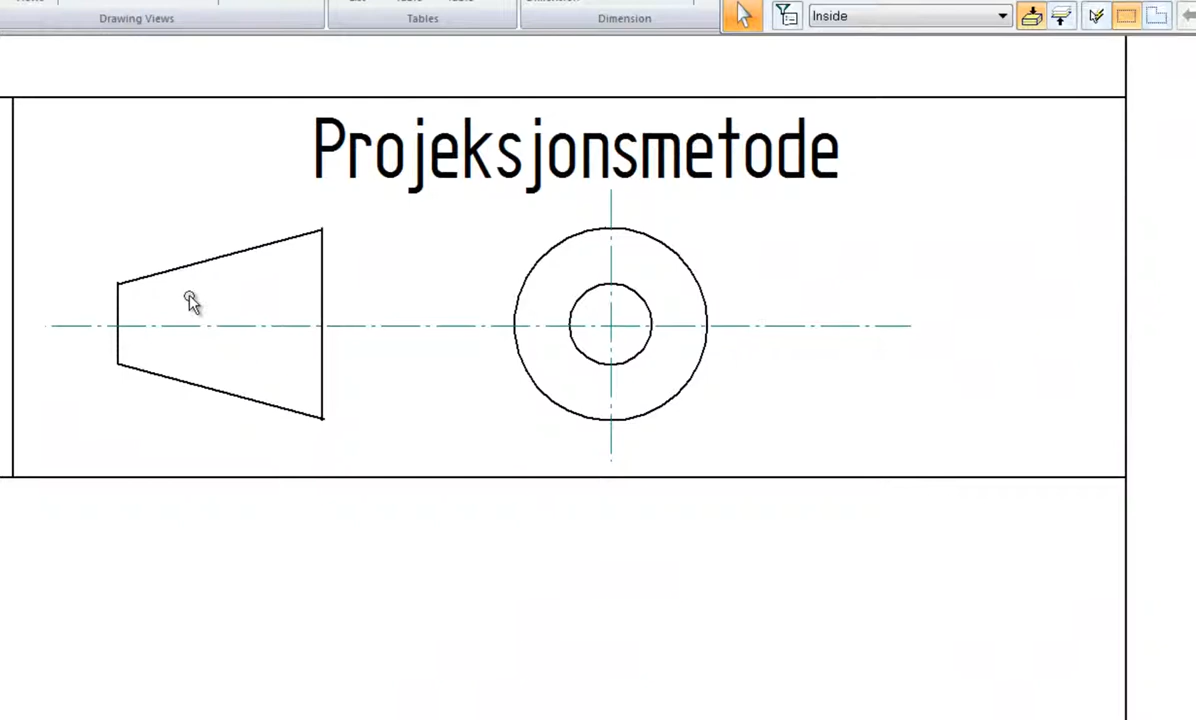 Drawing Views
Tables
Dimension
Inside
Projeksjonsmetode